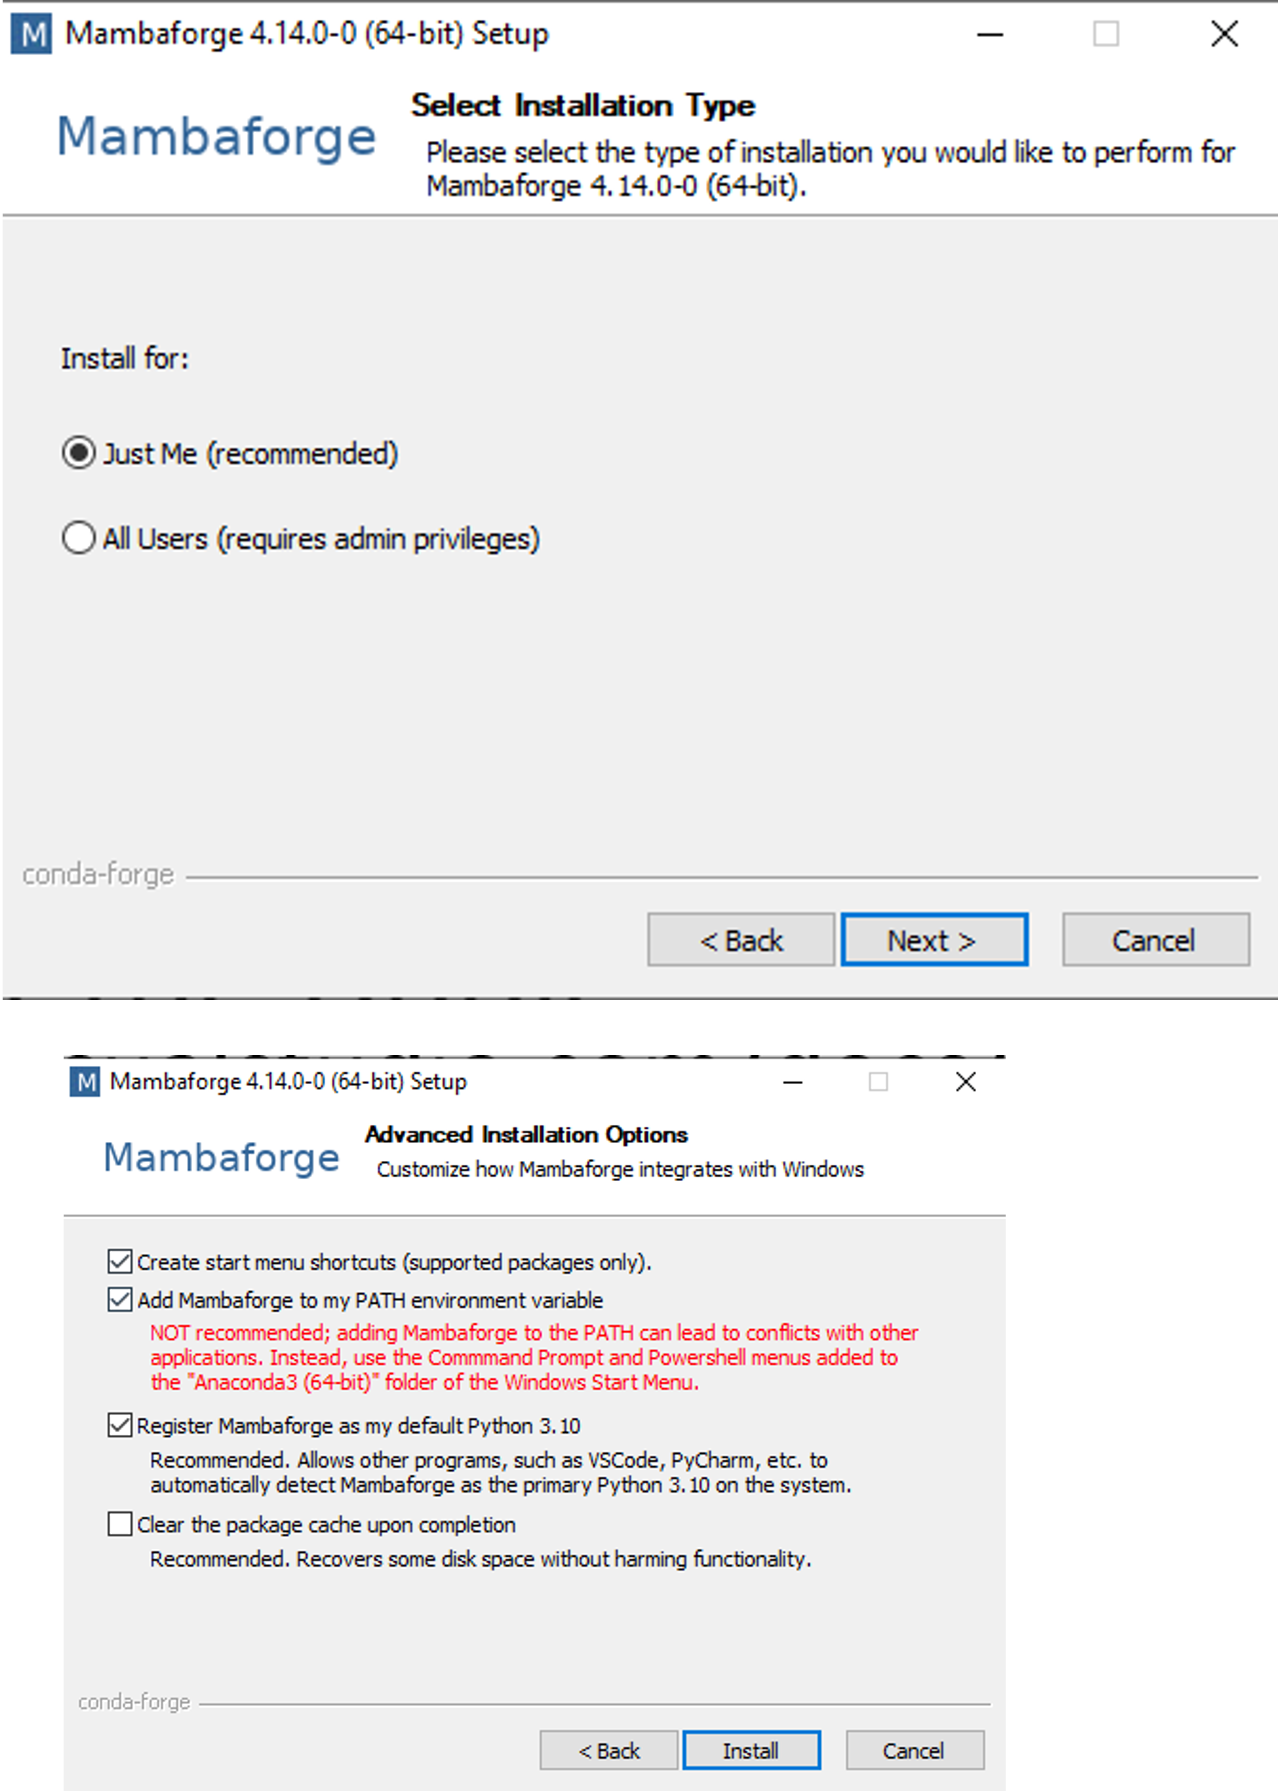 M Mambaforge 4.14.0-0 (64-bit) Setup
Mambaforge
Select Installation Type
Please select the type of installation you would like to perform for
Mambaforge 4.14.0-0 (64-bit).
Install for:
Just Me (recommended)
All Users (requires admin privileges)
conda-forge
< Back
Next >
Cancel
M Mambaforge 4.14.0-0 (64-bit) Setup
Mambaforge
Advanced Installation Options
Customize how Mambaforge integrates with Windows
Create start menu shortcuts (supported packages only).
Add Mambaforge to my PATH environment variable
NOT recommended; adding Mambaforge to the PATH can lead to conflicts with other
applications. Instead, use the Commmand Prompt and Powershell menus added to
the "Anaconda3 (64-bit)" folder of the Windows Start Menu.
Register Mambaforge as my default Python 3.10
Recommended. Allows other programs, such as VSCode, PyCharm, etc. to
automatically detect Mambaforge as the primary Python 3.10 on the system.
Clear the package cache upon completion
Recommended. Recovers some disk space without harming functionality.
conda-forge
< Back
Install
Cancel